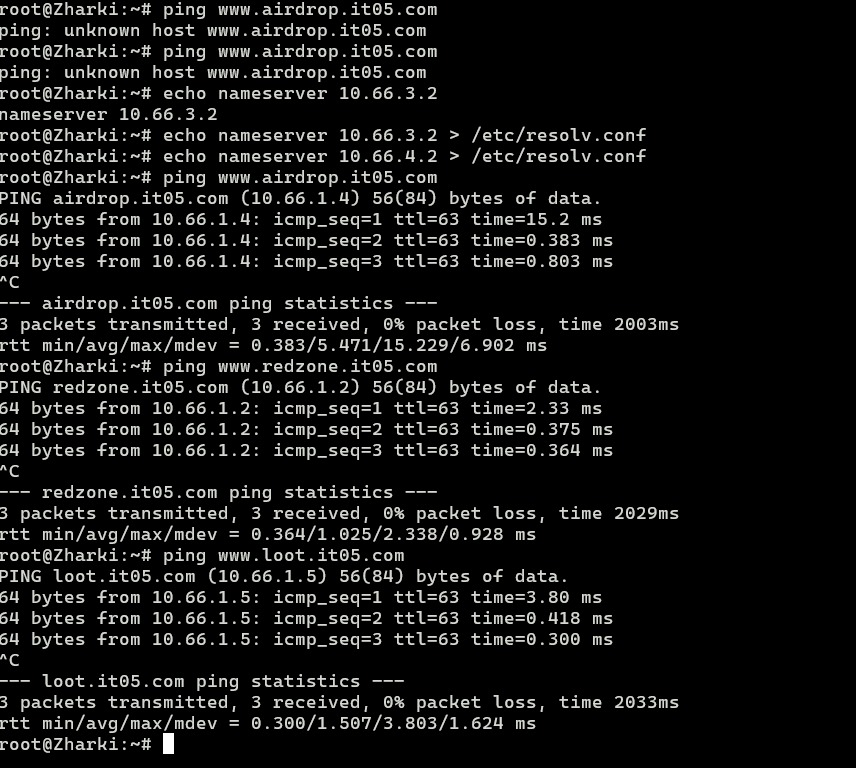 root@Zharki:~# ping www.airdrop.it05.com
ping: unknown host www.airdrop.it05.com
root@Zharki:~# ping www.airdrop.it05.com
ping: unknown host www.airdrop.it05.com
root@Zharki:~# echo nameserver 10.66.3.2
nameserver 10.66.3.2
root@Zharki:~# echo nameserver 10.66.3.2 > /etc/resolv.conf
root@Zharki:~# echo nameserver 10.66.4.2 > /etc/resolv.conf
root@Zharki:~# ping www.airdrop.it05.com
PING airdrop.it05.com (10.66.1.4) 56(84) bytes of data.
64 bytes from 10.66.1.4: icmp_seq=1 ttl=63 time=15.2 ms
64 bytes from 10.66.1.4: icmp_seq=2 ttl=63 time=0.383 ms
64 bytes from 10.66.1.4: icmp_seq=3 ttl=63 time=0.803 ms
^C
--- airdrop.it05.com ping statistics ---
3 packets transmitted, 3 received, 0% packet loss, time 2003ms
rtt min/avg/max/mdev = 0.383/5.471/15.229/6.902 ms
root@Zharki:~# ping www.redzone.it05.com
PING redzone.it05.com (10.66.1.2) 56(84) bytes of data.
64 bytes from 10.66.1.2: icmp_seq=1 ttl=63 time=2.33 ms
64 bytes from 10.66.1.2: icmp_seq=2 ttl=63 time=0.375 ms
64 bytes from 10.66.1.2: icmp_seq=3 ttl=63 time=0.364 ms
^C
--- redzone.it05.com ping statistics ---
3 packets transmitted, 3 received, 0% packet loss, time 2029ms
rtt min/avg/max/mdev = 0.364/1.025/2.338/0.928 ms
root@Zharki:~# ping www.loot.it05.com
PING loot.it05.com (10.66.1.5) 56(84) bytes of data.
64 bytes from 10.66.1.5: icmp_seq=1 ttl=63 time=3.80 ms
64 bytes from 10.66.1.5: icmp_seq=2 ttl=63 time=0.418 ms
64 bytes from 10.66.1.5: icmp_seq=3 ttl=63 time=0.300 ms
^C
--- loot.it05.com ping statistics ---
3 packets transmitted, 3 received, 0% packet loss, time 2033ms
rtt min/avg/max/mdev = 0.300/1.507/3.803/1.624 ms
root@Zharki:~#